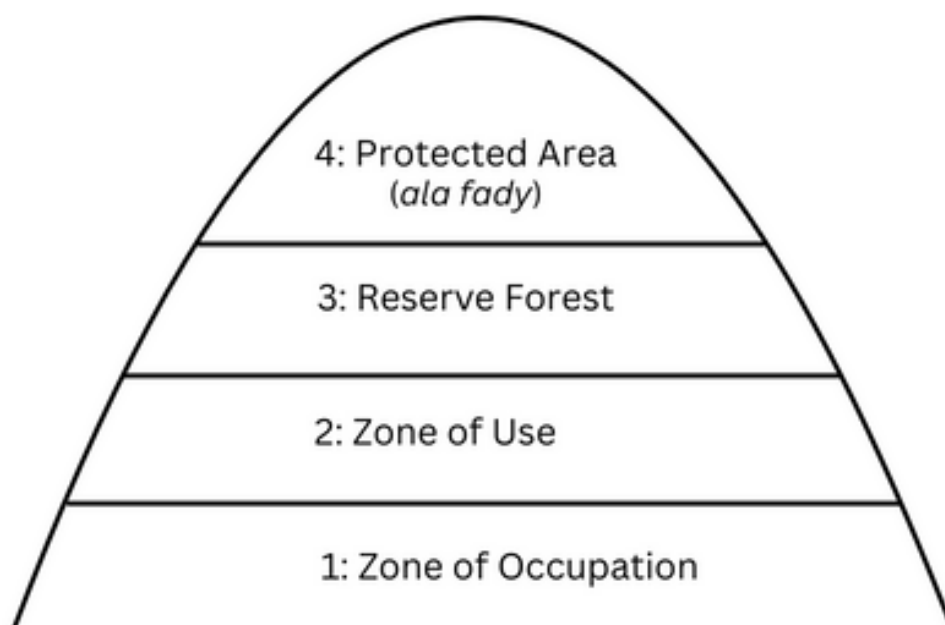 4: Protected Area
(ala fady)
3: Reserve Forest
2: Zone of Use
1: Zone of Occupation